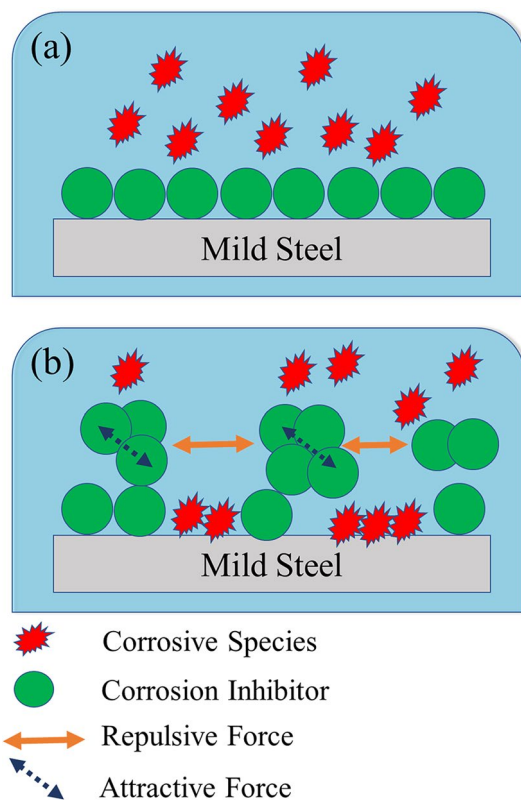 (a)
Mild Steel
(b)
Mild Steel
Corrosive Species
Corrosion Inhibitor
Repulsive Force
Attractive Force